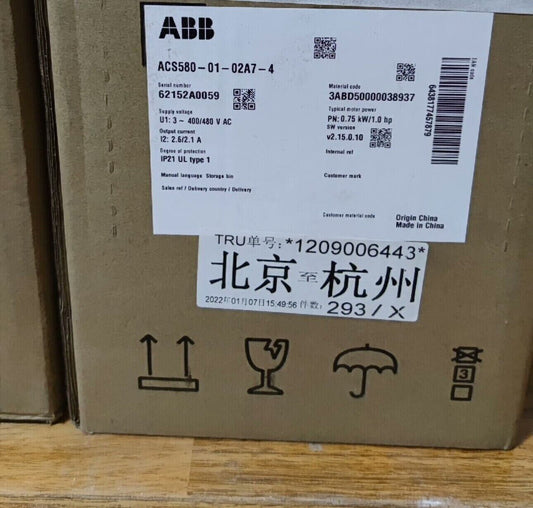 ABB
ACS580-01-02A7-4
Serial number
62152A0059
Material code
3ABD50000038937
Supply voltage
U1: 3 ~ 400/480 V AC
Typical motor power
PN: 0.75 kW/1.0 hp
Output current
I2: 2.6/2.1 A
SW version
v2.15.0.10
Degree of protection
IP21 UL type 1
Internal ref
Manual language Storage bin
Customer mark
Sales ref / Delivery country / Delivery
Customer material code
Origin China
Made in China
6438177457879
TRU单号: *1209006443*
北京 至 杭州
2022年01月07日15:49:56 件数: 293/X
3